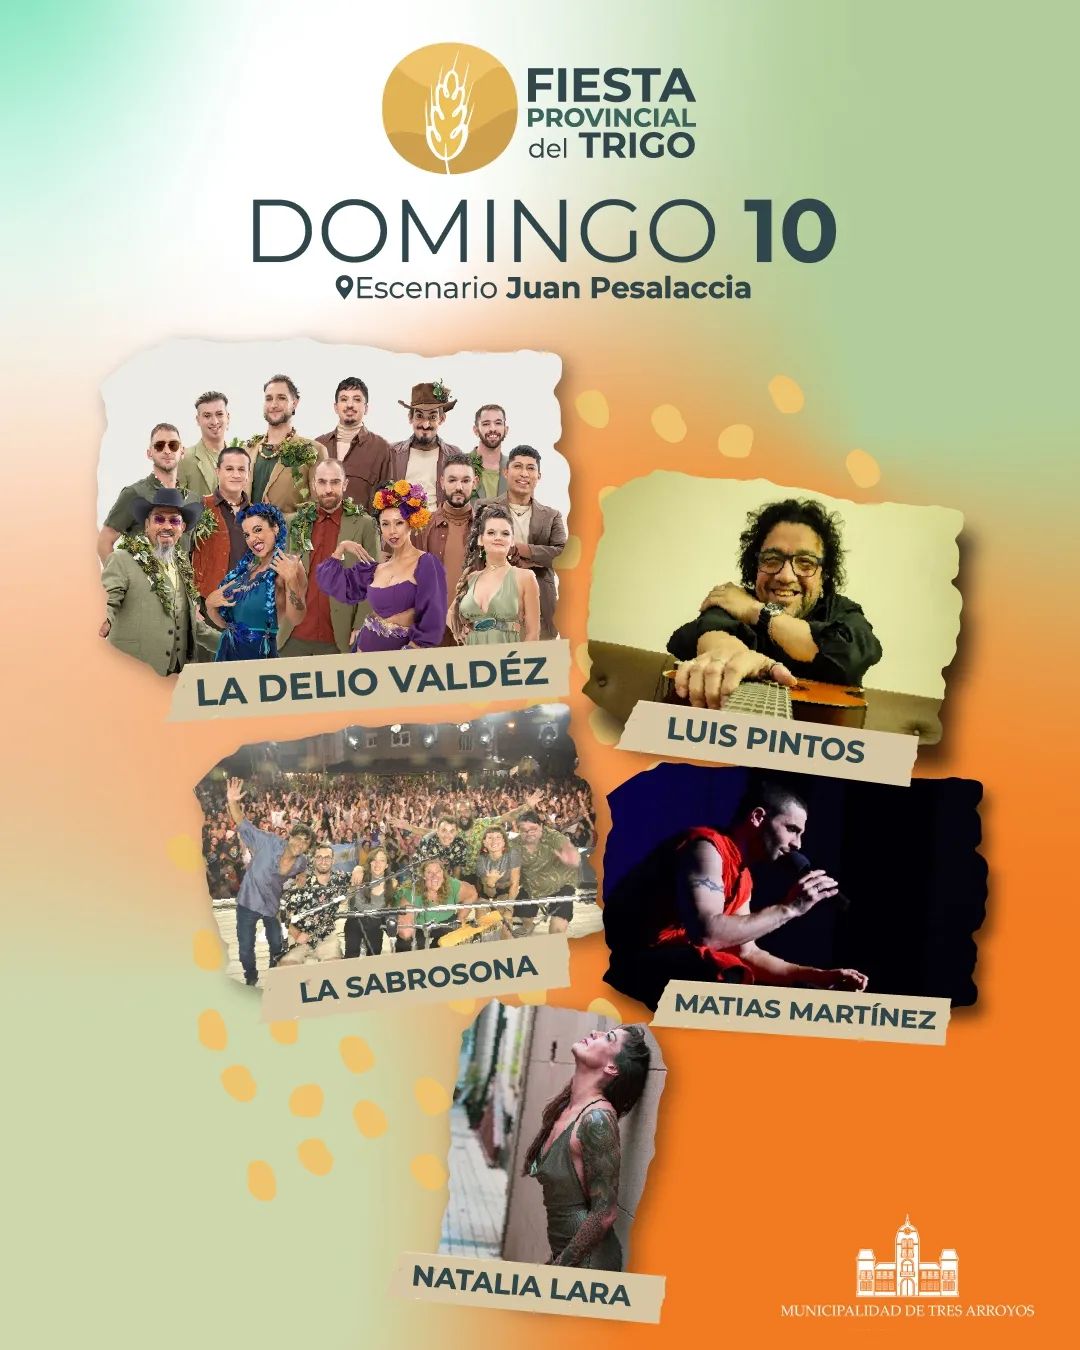 FIESTA
PROVINCIAL
del TRIGO
DOMINGO 10
Escenario Juan Pesalaccia
LA DELIO VALDÉZ
LUIS PINTOS
LA SABROSONA
MATIAS MARTÍNEZ
NATALIA LARA
MUNICIPALIDAD DE TRES ARROYOS